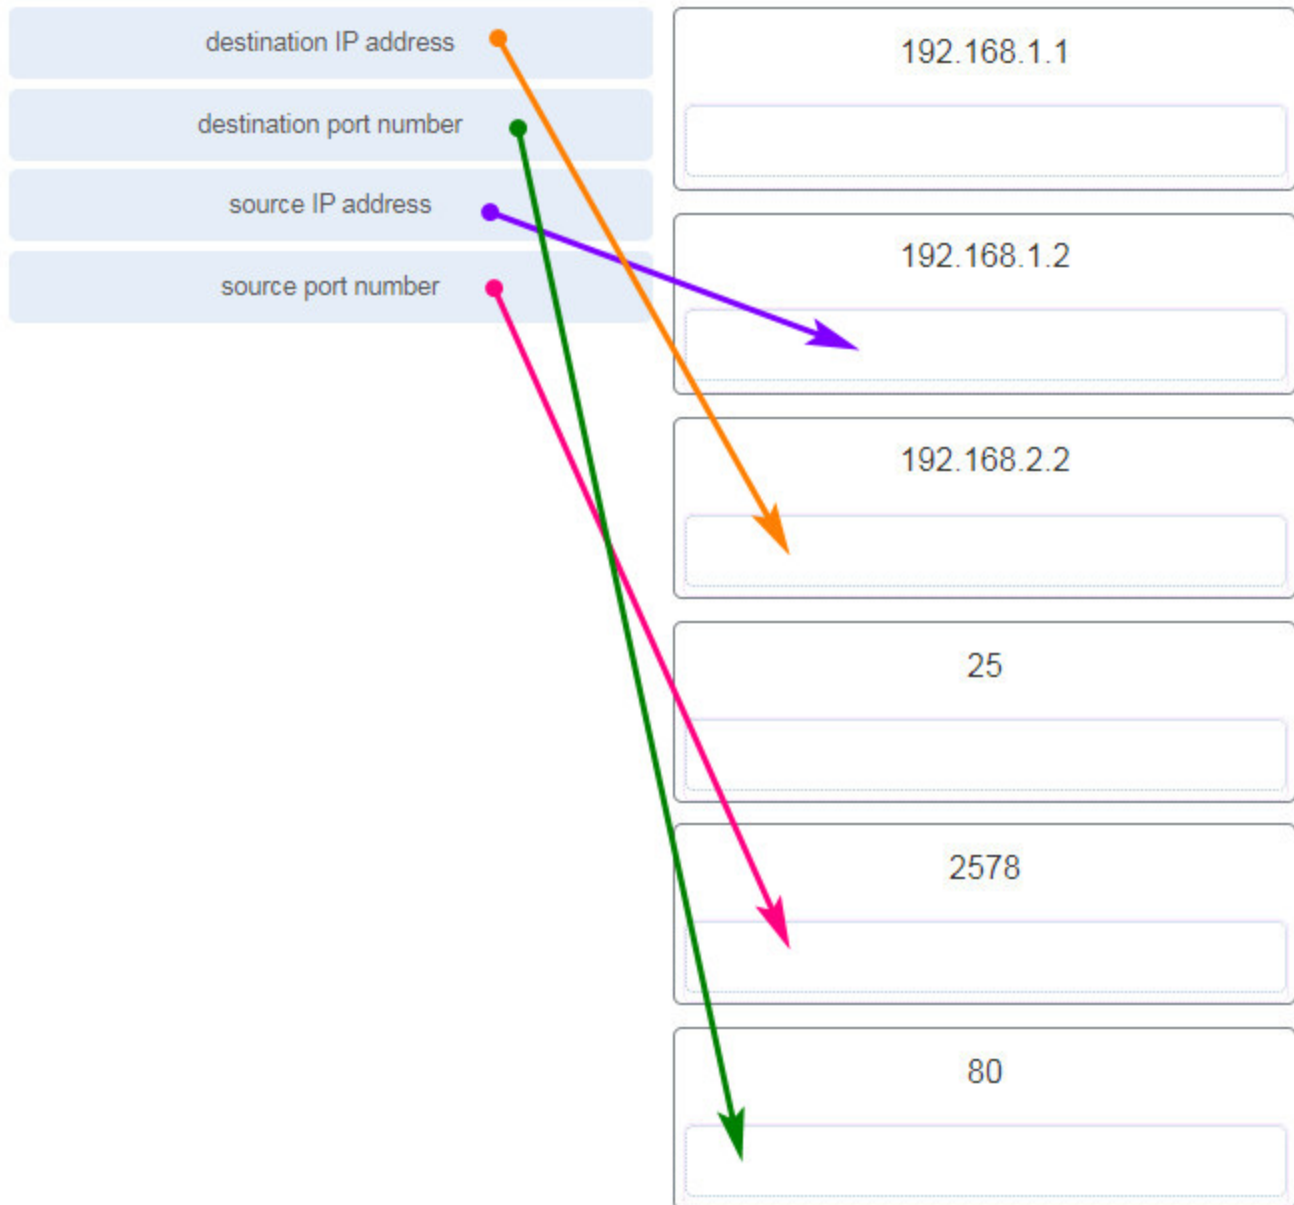 destination IP address
destination port number
source IP address
source port number
192.168.1.1
192.168.1.2
192.168.2.2
25
2578
80